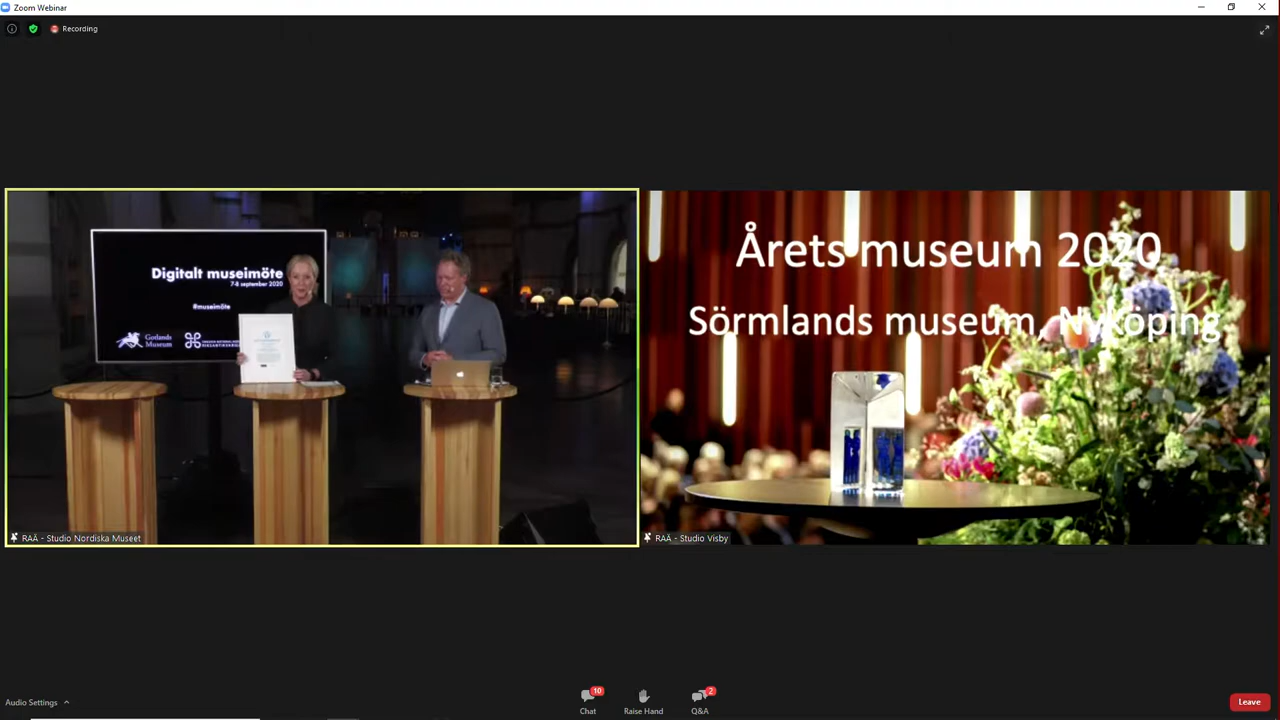 Zoom Webinar
Recording
Digitalt museimöte
7-8 september 2020
#museimöte
Gotlands
Museum
RAÄ - Studio Nordiska Museet
Årets museum 2020
Sörmlands museum, Nyköping
RAÄ - Studio Visby
Audio Settings
10
Chat
Raise Hand
2
Q&A
Leave